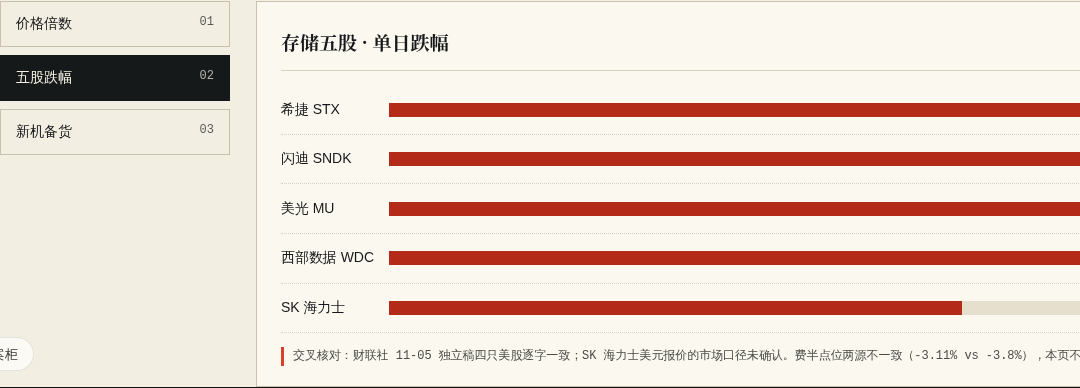 价格倍数 01
五股跌幅 02
新机备货 03
存储五股 · 单日跌幅
希捷 STX
闪迪 SNDK
美光 MU
西部数据 WDC
SK 海力士
柜
交叉核对：财联社 11-05 独立稿四只美股逐字一致；SK 海力士美元报价的市场口径未确认。费半点位两源不一致（-3.11% vs -3.8%），本页不